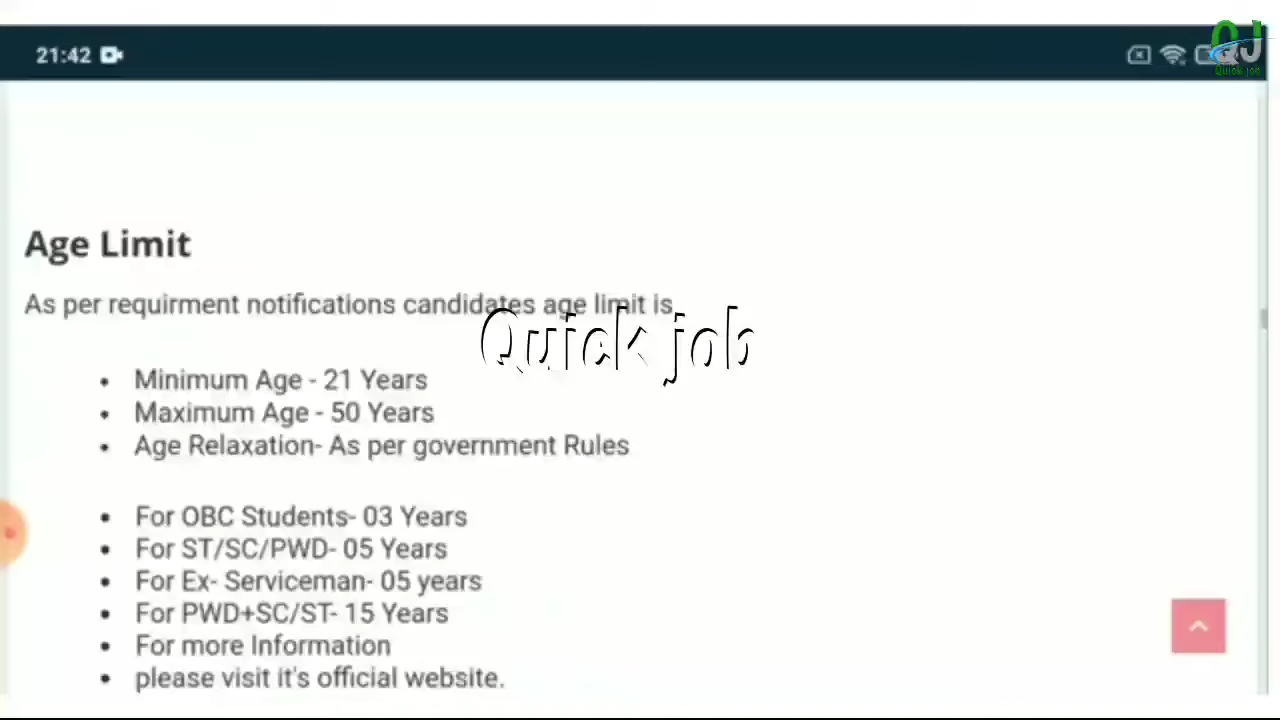 21:42
QJ
Quick job
Age Limit
As per requirment notifications candidates age limit is
Quick job
Minimum Age - 21 Years
Maximum Age - 50 Years
Age Relaxation- As per government Rules
For OBC Students- 03 Years
For ST/SC/PWD- 05 Years
For Ex- Serviceman- 05 years
For PWD+SC/ST- 15 Years
For more Information
please visit it's official website.